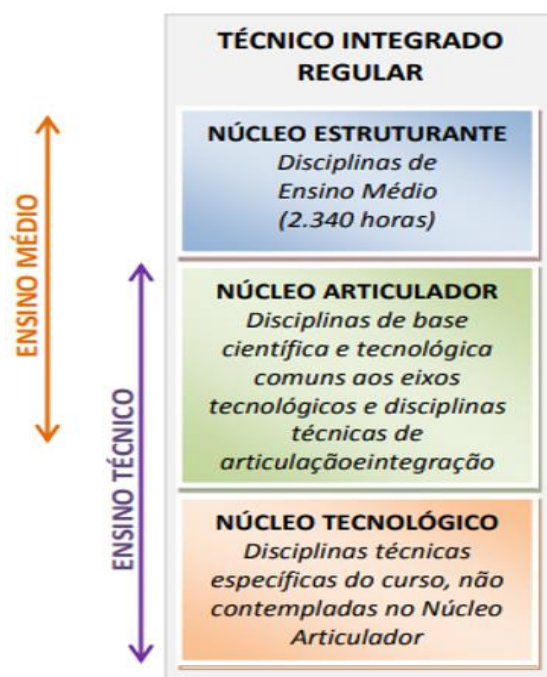 TÉCNICO INTEGRADO
REGULAR
NÚCLEO ESTRUTURANTE
Disciplinas de
Ensino Médio
(2.340 horas)
NÚCLEO ARTICULADOR
Disciplinas de base
científica e tecnológica
comuns aos eixos
tecnológicos e disciplinas
técnicas de
articulaçãoeintegração
NÚCLEO TECNOLÓGICO
Disciplinas técnicas
específicas do curso, não
contempladas no Núcleo
Articulador
ENSINO MÉDIO
ENSINO TÉCNICO